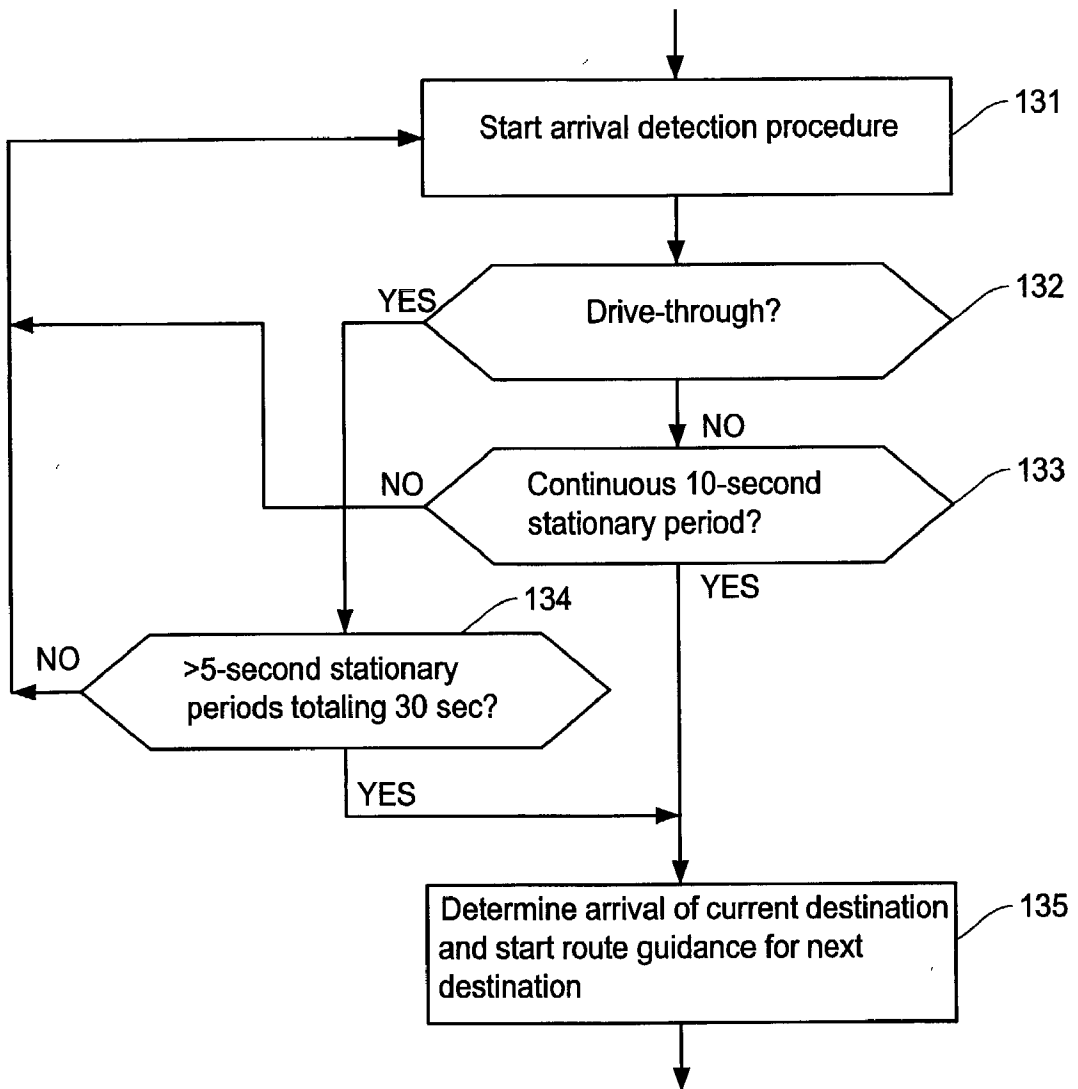 Start arrival detection procedure
131
YES
Drive-through?
132
NO
NO
Continuous 10-second
stationary period?
133
YES
134
NO
>5-second stationary
periods totaling 30 sec?
YES
Determine arrival of current destination
and start route guidance for next
destination
135